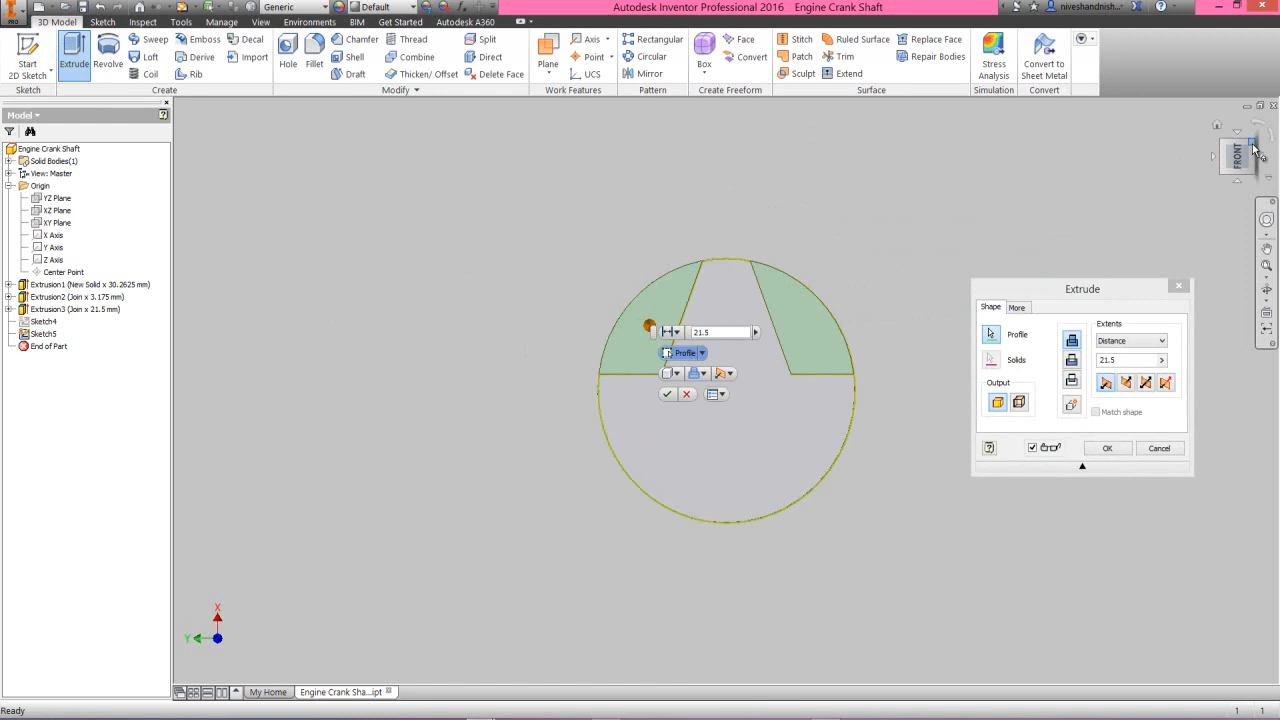 Generic Default Autodesk Inventor Professional 2016 Engine Crank Shaft niveshandnish...
PRO 3D Model Sketch Inspect Tools Manage View Environments BIM Get Started Autodesk A360
Start 2D Sketch Extrude Revolve Sweep Emboss Decal Hole Fillet Chamfer Thread Split Plane Axis Rectangular Box Face Stitch Ruled Surface Replace Face Stress Analysis Convert to Sheet Metal
Loft Derive Import Shell Combine Direct Point Circular Convert Patch Trim Repair Bodies
Coil Rib Draft Thicken/ Offset Delete Face UCS Mirror Sculpt Extend
Sketch Create Modify Work Features Pattern Create Freeform Surface Simulation Convert
Model
Engine Crank Shaft
Solid Bodies(1)
View: Master
Origin
YZ Plane
XZ Plane
XY Plane
X Axis
Y Axis
Z Axis
Center Point
Extrusion1 (New Solid x 30.2625 mm)
Extrusion2 (Join x 3.175 mm)
Extrusion3 (Join x 21.5 mm)
Sketch4
Sketch5
End of Part
FRONT
21.5
Profile
Extrude
Shape More
Profile Extents
Distance
Solids 21.5
Output
Match shape
OK Cancel
X
Y
My Home Engine Crank Sha...ipt
Ready 1 1